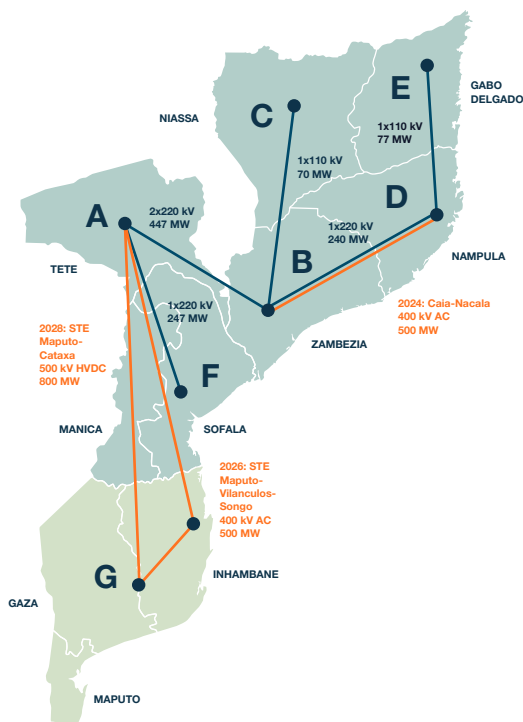 E
GABO
DELGADO
NIASSA
C
1x110 kV
77 MW
1x110 kV
70 MW
D
A
2x220 kV
447 MW
1x220 kV
240 MW
B
NAMPULA
TETE
1x220 kV
247 MW
2024: Caia-Nacala
400 kV AC
500 MW
2028: STE
Maputo-
Cataxa
500 kV HVDC
800 MW
ZAMBEZIA
F
MANICA
SOFALA
2026: STE
Maputo-
Vilanculos-
Songo
400 kV AC
500 MW
G
INHAMBANE
GAZA
MAPUTO